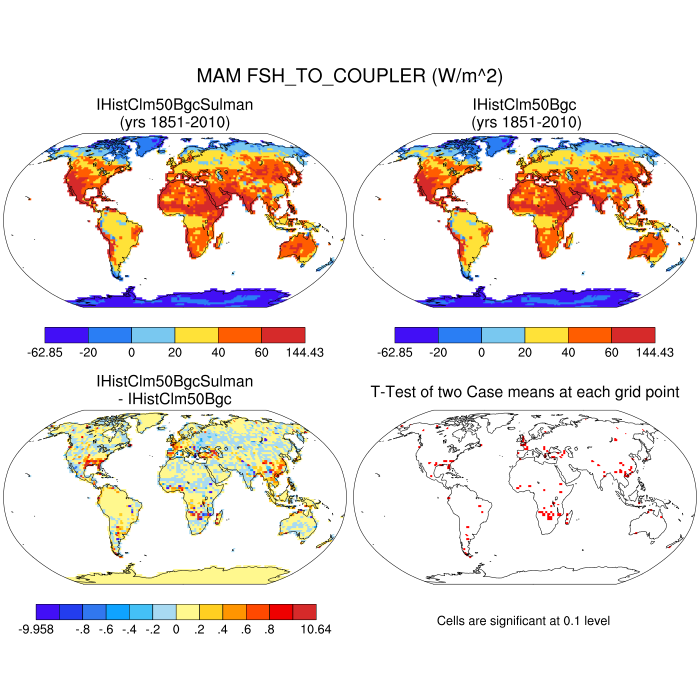 MAM FSH_TO_COUPLER (W/m^2)
IHistClm50BgcSulman
(yrs 1851-2010)
IHistClm50Bgc
(yrs 1851-2010)
-62.85 -20 0 20 40 60 144.43
-62.85 -20 0 20 40 60 144.43
IHistClm50BgcSulman
- IHistClm50Bgc
T-Test of two Case means at each grid point
-9.958 -.8 -.6 -.4 -.2 0 .2 .4 .6 .8 10.64
Cells are significant at 0.1 level